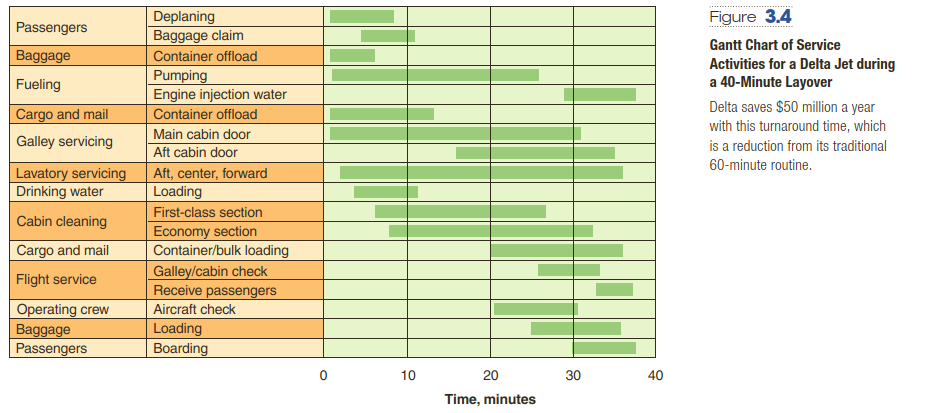 Passengers
Deplaning
Baggage claim
Baggage
Container offload
Fueling
Pumping
Engine injection water
Cargo and mail
Container offload
Galley servicing
Main cabin door
Aft cabin door
Lavatory servicing
Aft, center, forward
Drinking water
Loading
Cabin cleaning
First-class section
Economy section
Cargo and mail
Container/bulk loading
Flight service
Galley/cabin check
Receive passengers
Operating crew
Aircraft check
Baggage
Loading
Passengers
Boarding
0 10 20 30 40
Time, minutes
Figure 3.4
Gantt Chart of Service
Activities for a Delta Jet during
a 40-Minute Layover
Delta saves $50 million a year
with this turnaround time, which
is a reduction from its traditional
60-minute routine.